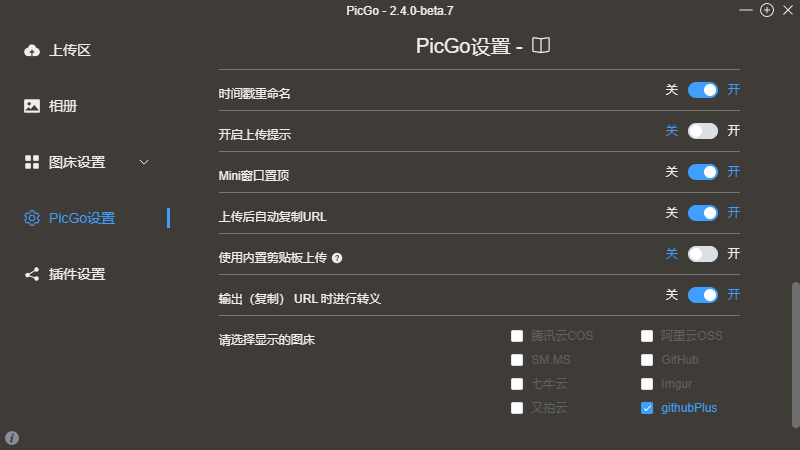 PicGo - 2.4.0-beta.7
上传区
相册
图床设置
PicGo设置
插件设置
PicGo设置 -
时间戳重命名 关 开
开启上传提示 关 开
Mini窗口置顶 关 开
上传后自动复制URL 关 开
使用内置剪贴板上传 ? 关 开
输出（复制） URL 时进行转义 关 开
请选择显示的图床
腾讯云COS 阿里云OSS
SM.MS GitHub
七牛云 Imgur
又拍云 githubPlus